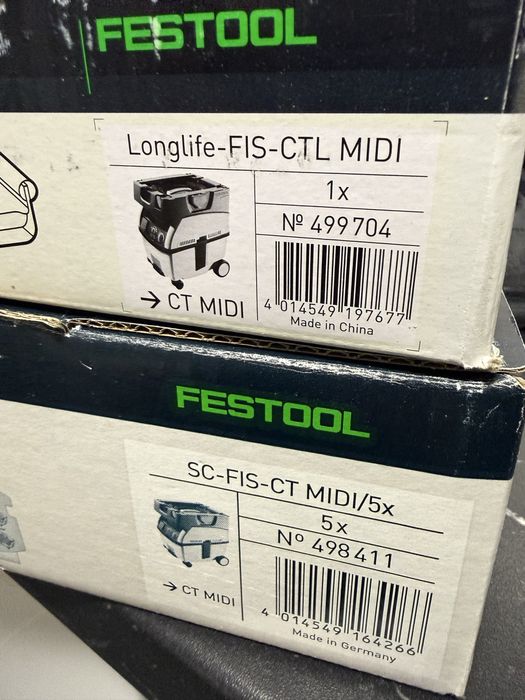 FESTOOL
Longlife-FIS-CTL MIDI
1x
Nº 499704
→ CT MIDI
4 014549 197677
Made in China
FESTOOL
SC-FIS-CT MIDI/5x
5x
Nº 498411
→ CT MIDI
4 014549 164266
Made in Germany